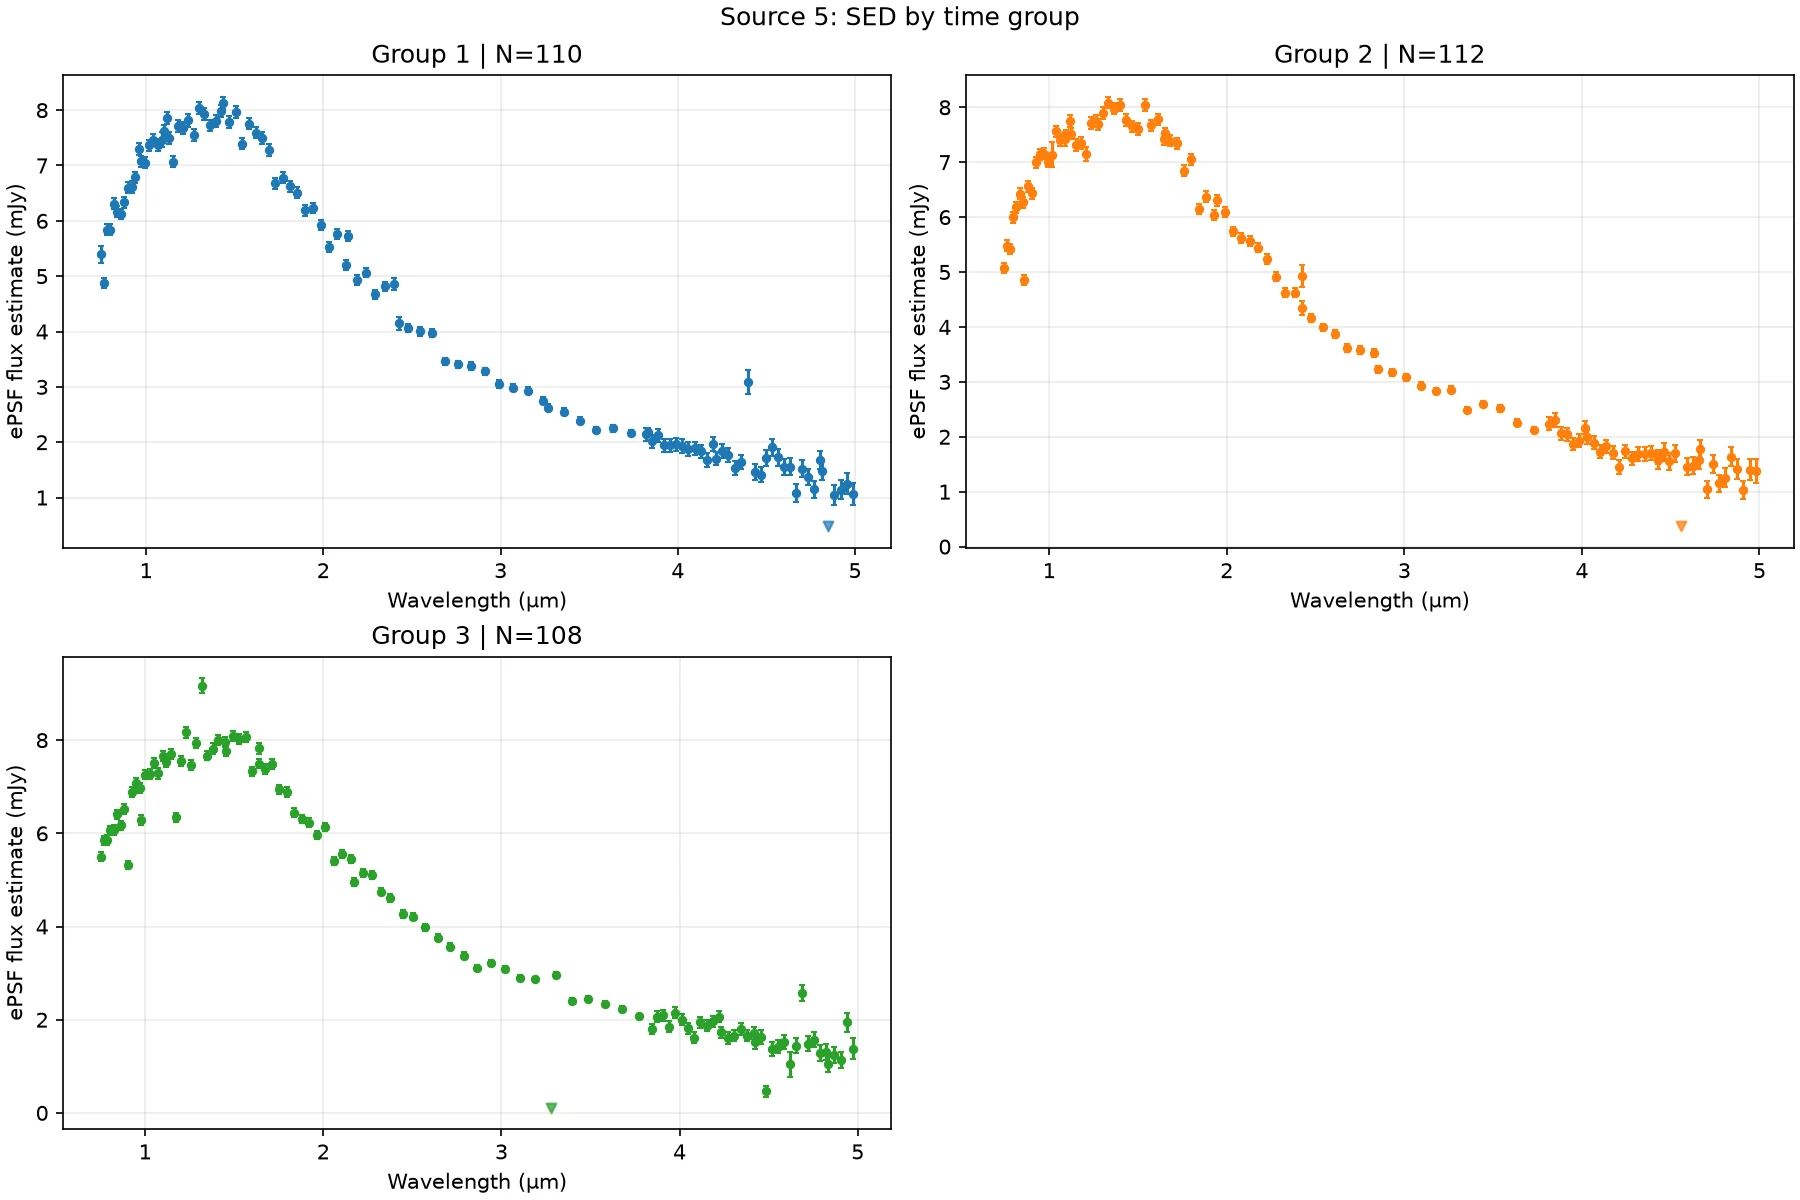 Source 5: SED by time group
Group 1 | N=110
ePSF flux estimate (mJy)
8
7
6
5
4
3
2
1
1 2 3 4 5
Wavelength (μm)
Group 2 | N=112
ePSF flux estimate (mJy)
8
7
6
5
4
3
2
1
0
1 2 3 4 5
Wavelength (μm)
Group 3 | N=108
ePSF flux estimate (mJy)
8
6
4
2
0
1 2 3 4 5
Wavelength (μm)